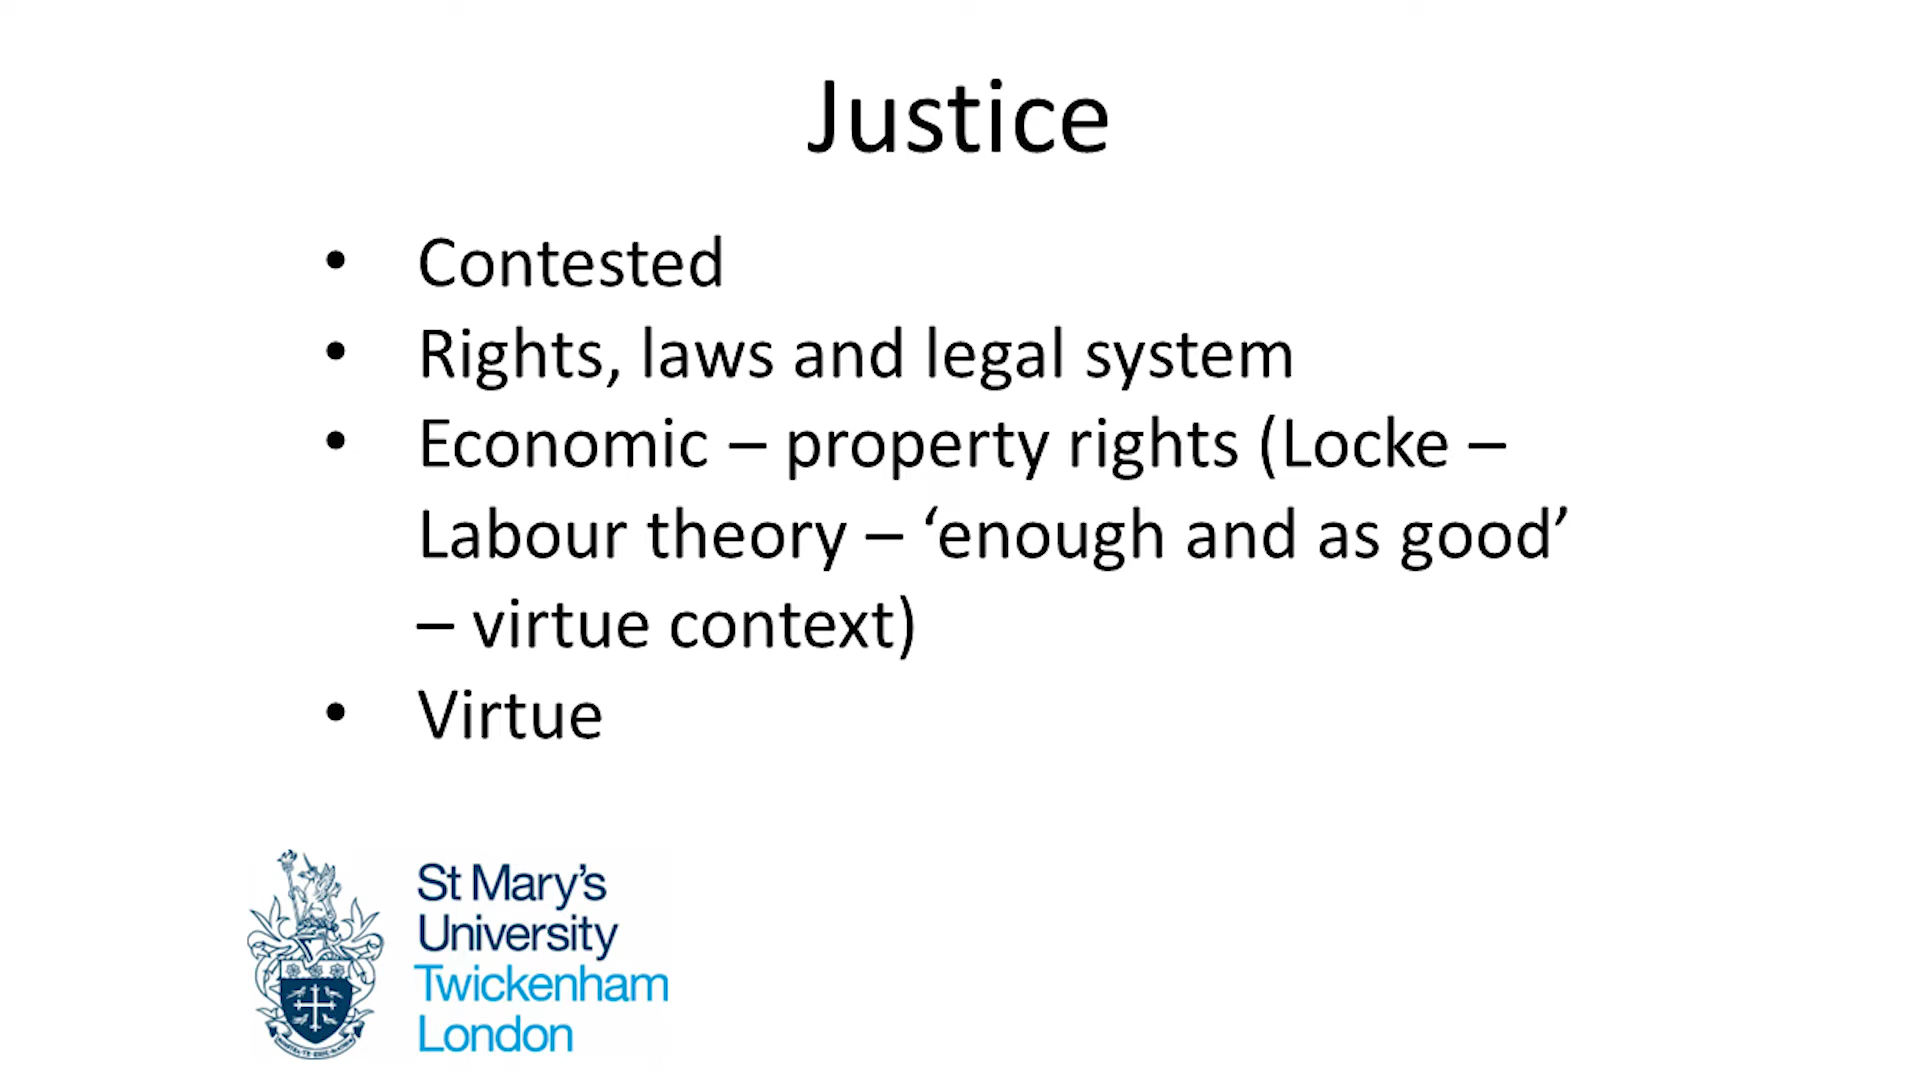 Justice
• Contested
• Rights, laws and legal system
• Economic – property rights (Locke –
Labour theory – ‘enough and as good’
– virtue context)
• Virtue
St Mary’s
University
Twickenham
London